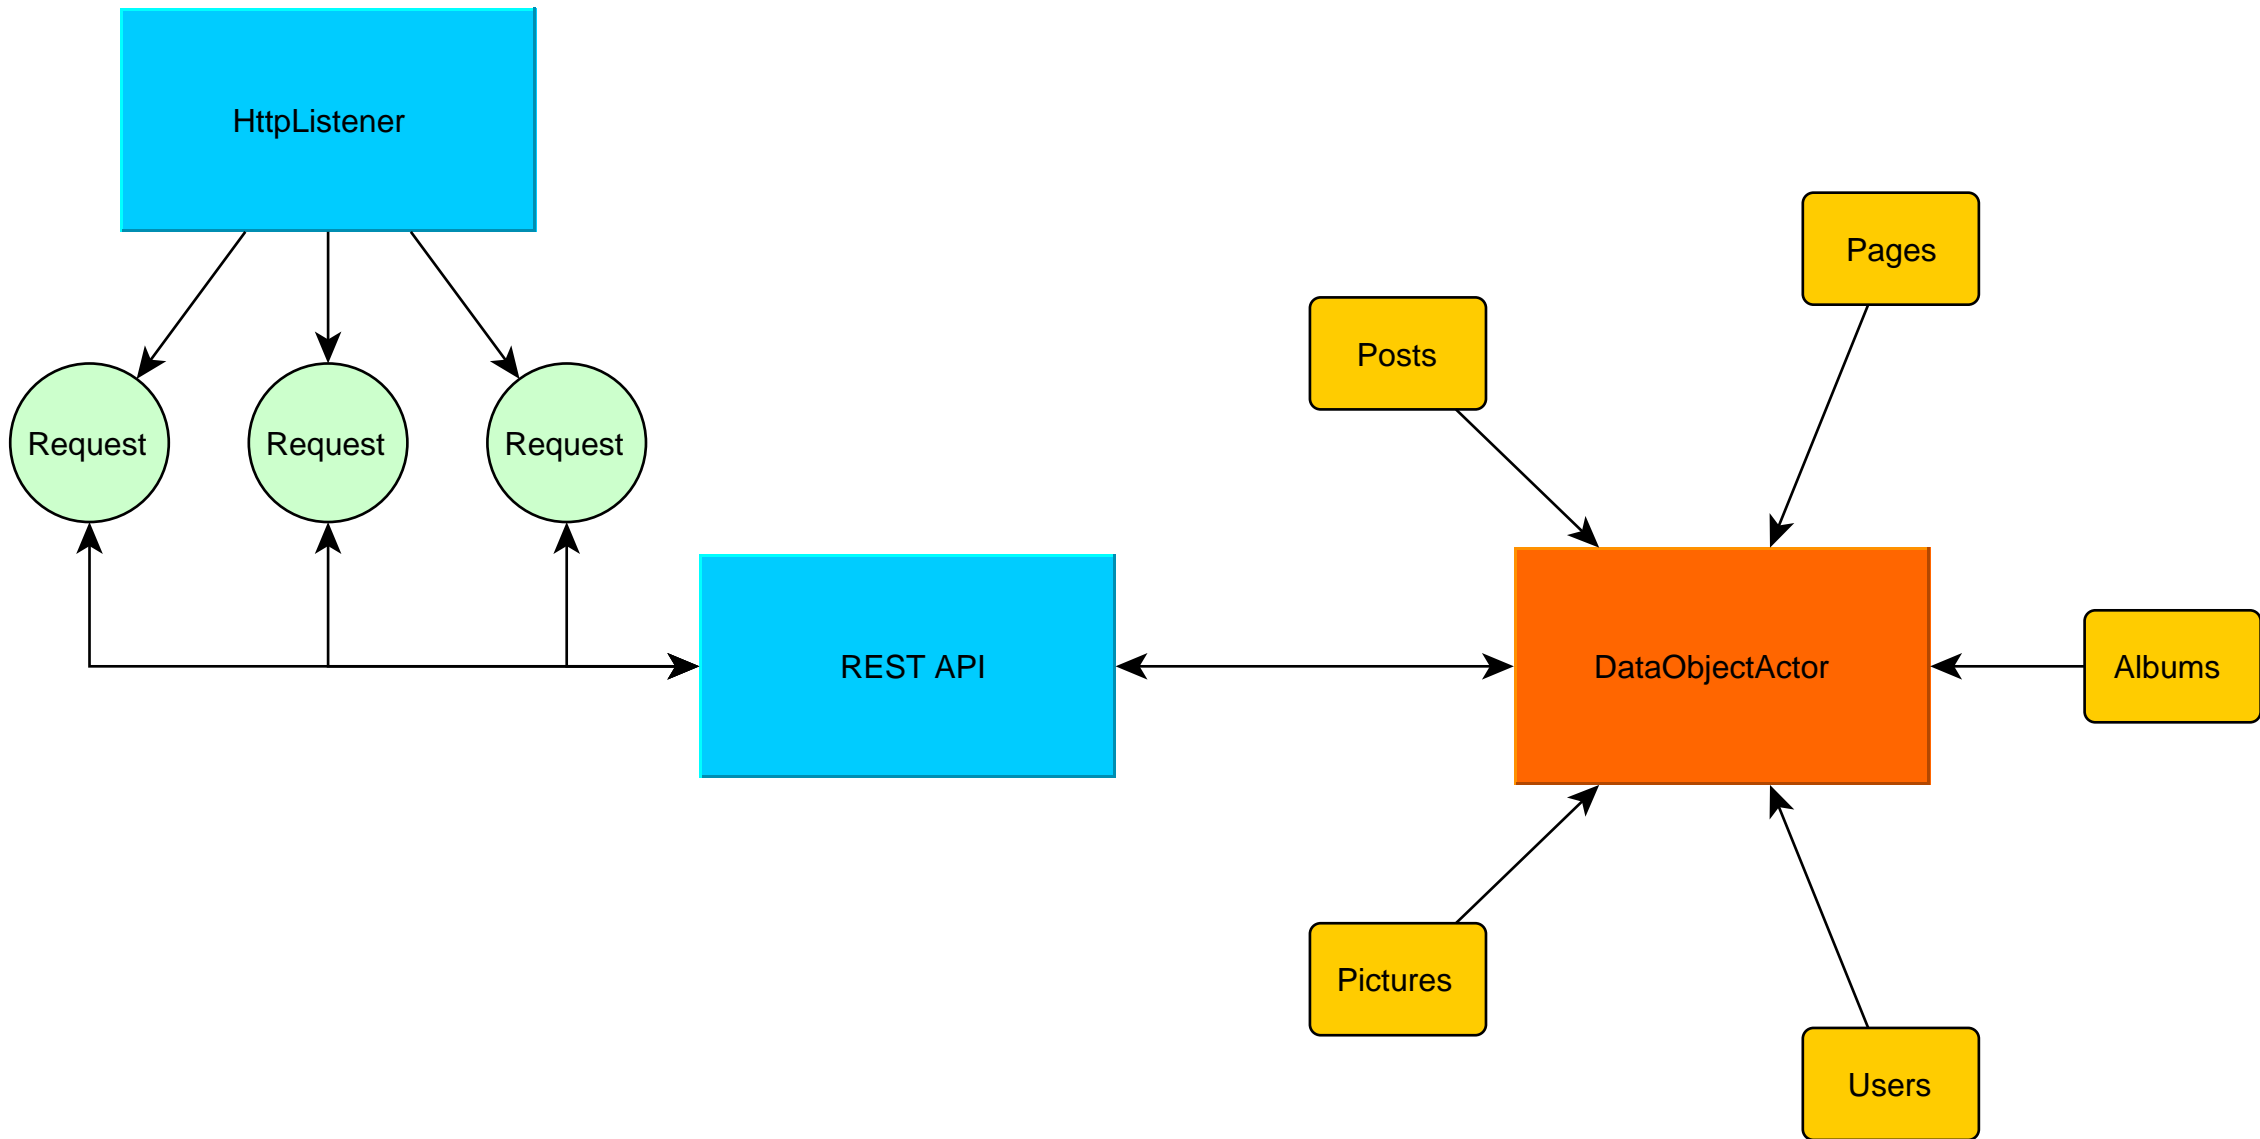 HttpListener
Pages
Posts
Request
Request
Request
REST API
DataObjectActor
Albums
Pictures
Users